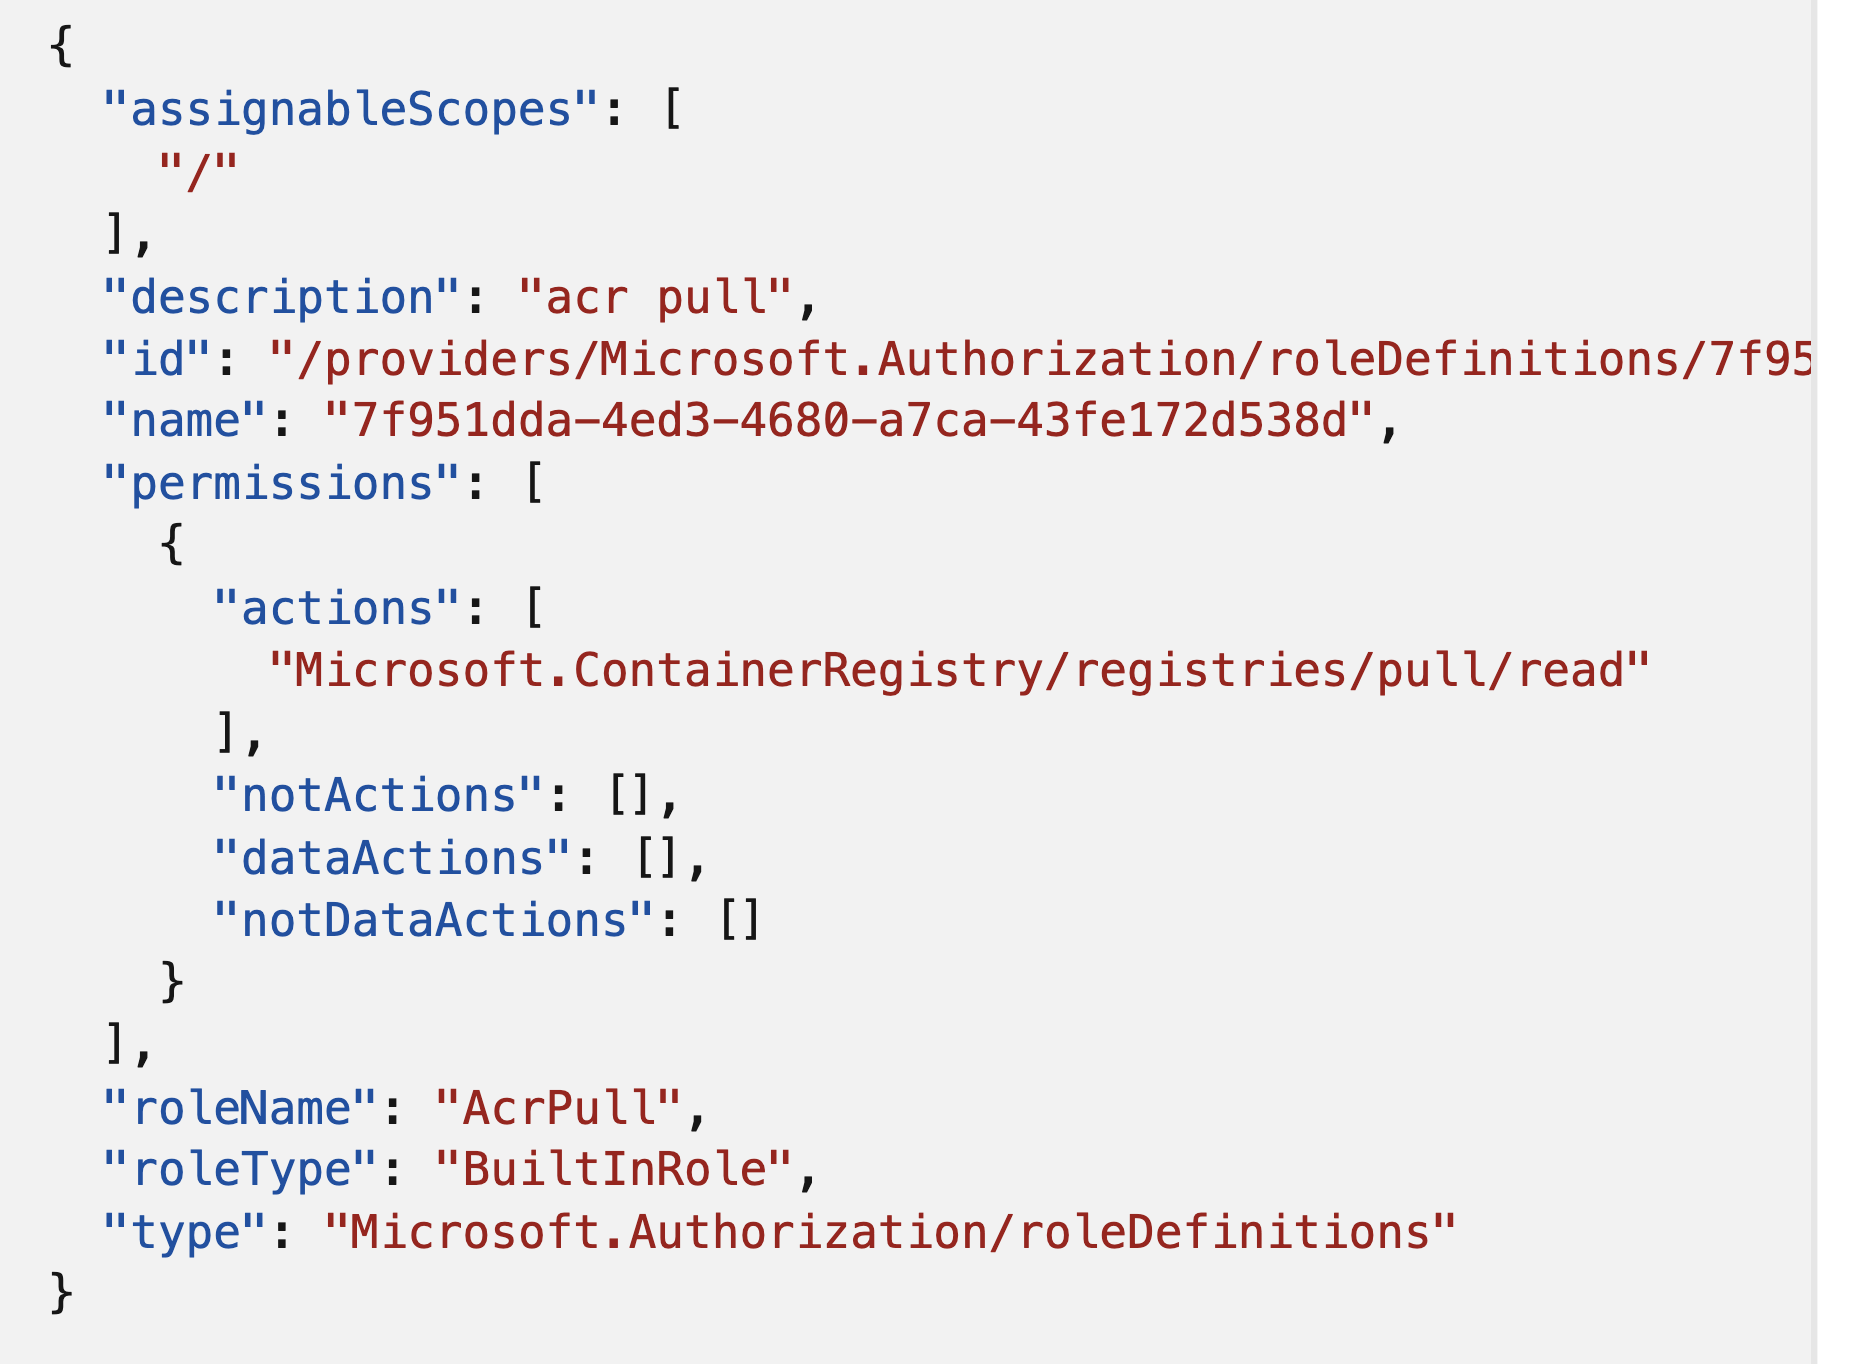 {
  "assignableScopes": [
    "/"
  ],
  "description": "acr pull",
  "id": "/providers/Microsoft.Authorization/roleDefinitions/7f95
  "name": "7f951dda-4ed3-4680-a7ca-43fe172d538d",
  "permissions": [
    {
      "actions": [
        "Microsoft.ContainerRegistry/registries/pull/read"
      ],
      "notActions": [],
      "dataActions": [],
      "notDataActions": []
    }
  ],
  "roleName": "AcrPull",
  "roleType": "BuiltInRole",
  "type": "Microsoft.Authorization/roleDefinitions"
}